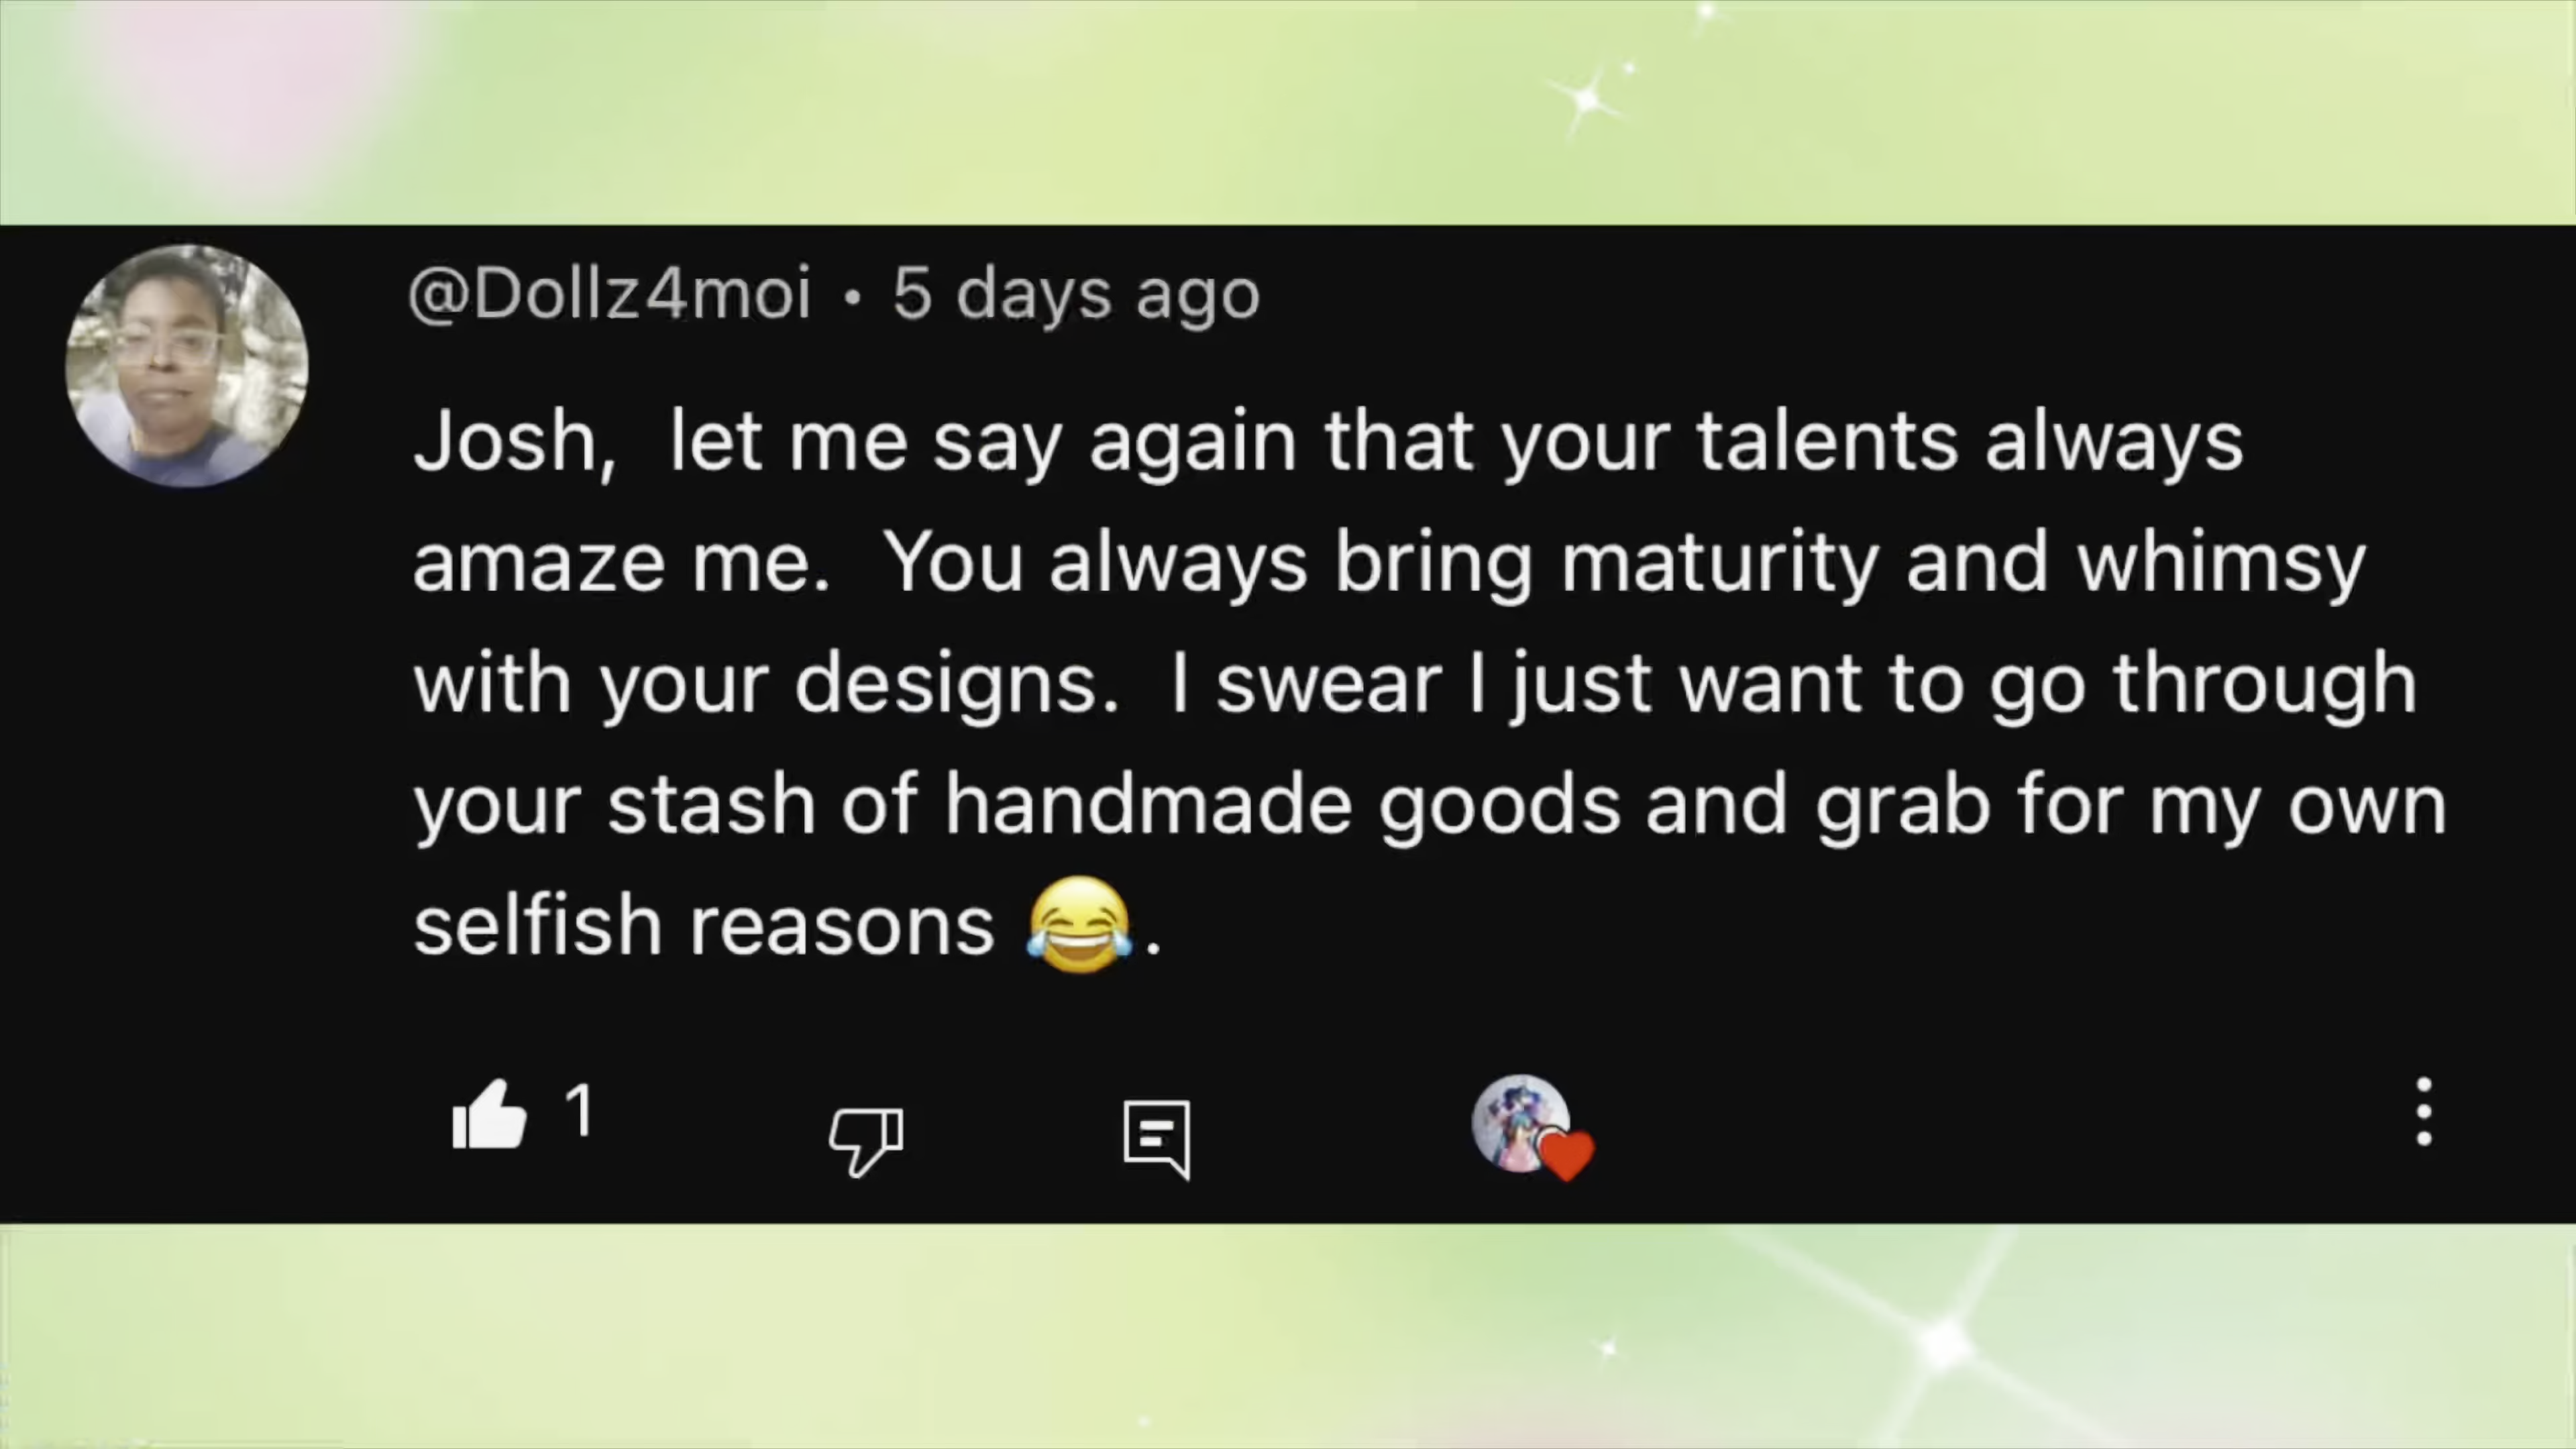 @Dollz4moi • 5 days ago
Josh,  let me say again that your talents always
amaze me.  You always bring maturity and whimsy
with your designs.  I swear I just want to go through
your stash of handmade goods and grab for my own
selfish reasons 😂.
1